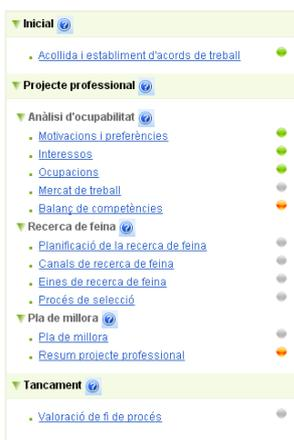 Inicial
Acollida i establiment d'acords de treball
Projecte professional
Anàlisi d'ocupabilitat
Motivacions i preferències
Interessos
Ocupacions
Mercat de treball
Balanç de competències
Recerca de feina
Planificació de la recerca de feina
Canals de recerca de feina
Eines de recerca de feina
Procés de selecció
Pla de millora
Pla de millora
Resum projecte professional
Tancament
Valoració de fi de procés